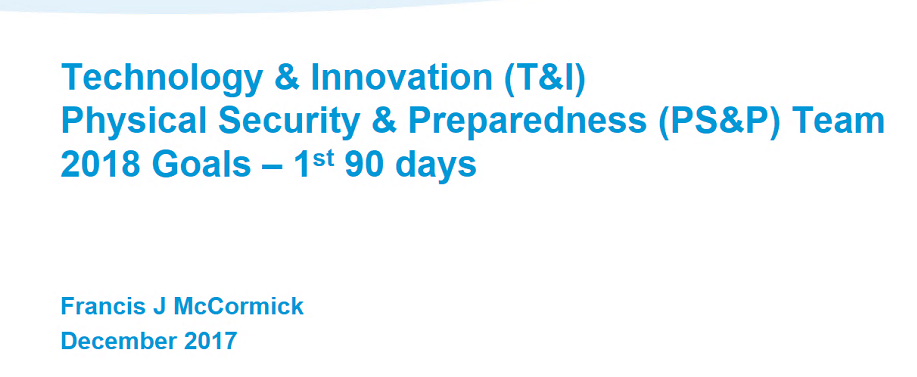 Technology & Innovation (T&I)
Physical Security & Preparedness (PS&P) Team
2018 Goals – 1st 90 days
Francis J McCormick
December 2017